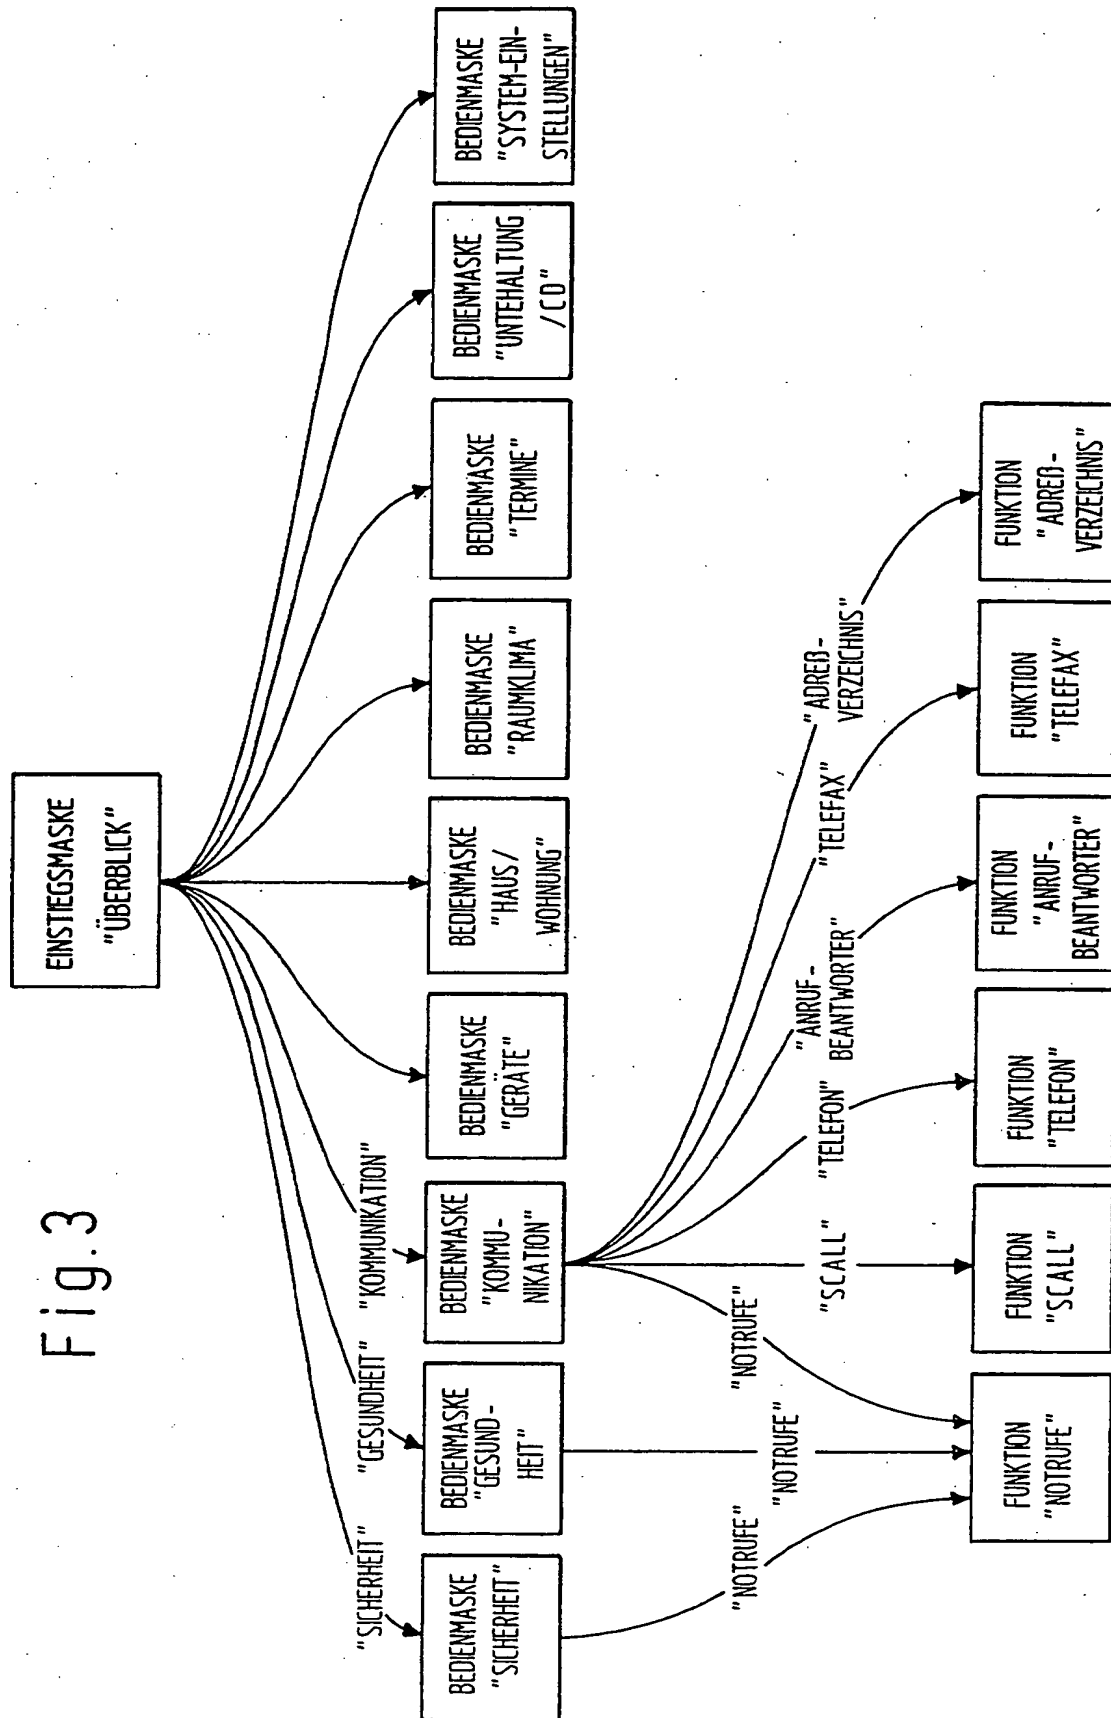 Fig.3
EINSTIEGSMASKE
"ÜBERBLICK"
"SICHERHEIT"
"GESUNDHEIT"
"KOMMUNIKATION"
BEDIENMASKE
"SICHERHEIT"
BEDIENMASKE
"GESUND-
HEIT"
BEDIENMASKE
"KOMMU-
NIKATION"
BEDIENMASKE
"GERÄTE"
BEDIENMASKE
"HAUS/
WOHNUNG"
BEDIENMASKE
"RAUMKLIMA"
BEDIENMASKE
"TERMINE"
BEDIENMASKE
"UNTEHALTUNG
/CD"
BEDIENMASKE
"SYSTEM-EIN-
STELLUNGEN"
"NOTRUFE"
"NOTRUFE"
"NOTRUFE"
"SCALL"
"TELEFON"
"ANRUF-
BEANTWORTER"
"TELEFAX"
"ADREß-
VERZEICHNIS"
FUNKTION
"NOTRUFE"
FUNKTION
"SCALL"
FUNKTION
"TELEFON"
FUNKTION
"ANRUF-
BEANTWORTER"
FUNKTION
"TELEFAX"
FUNKTION
"ADREß-
VERZEICHNIS"